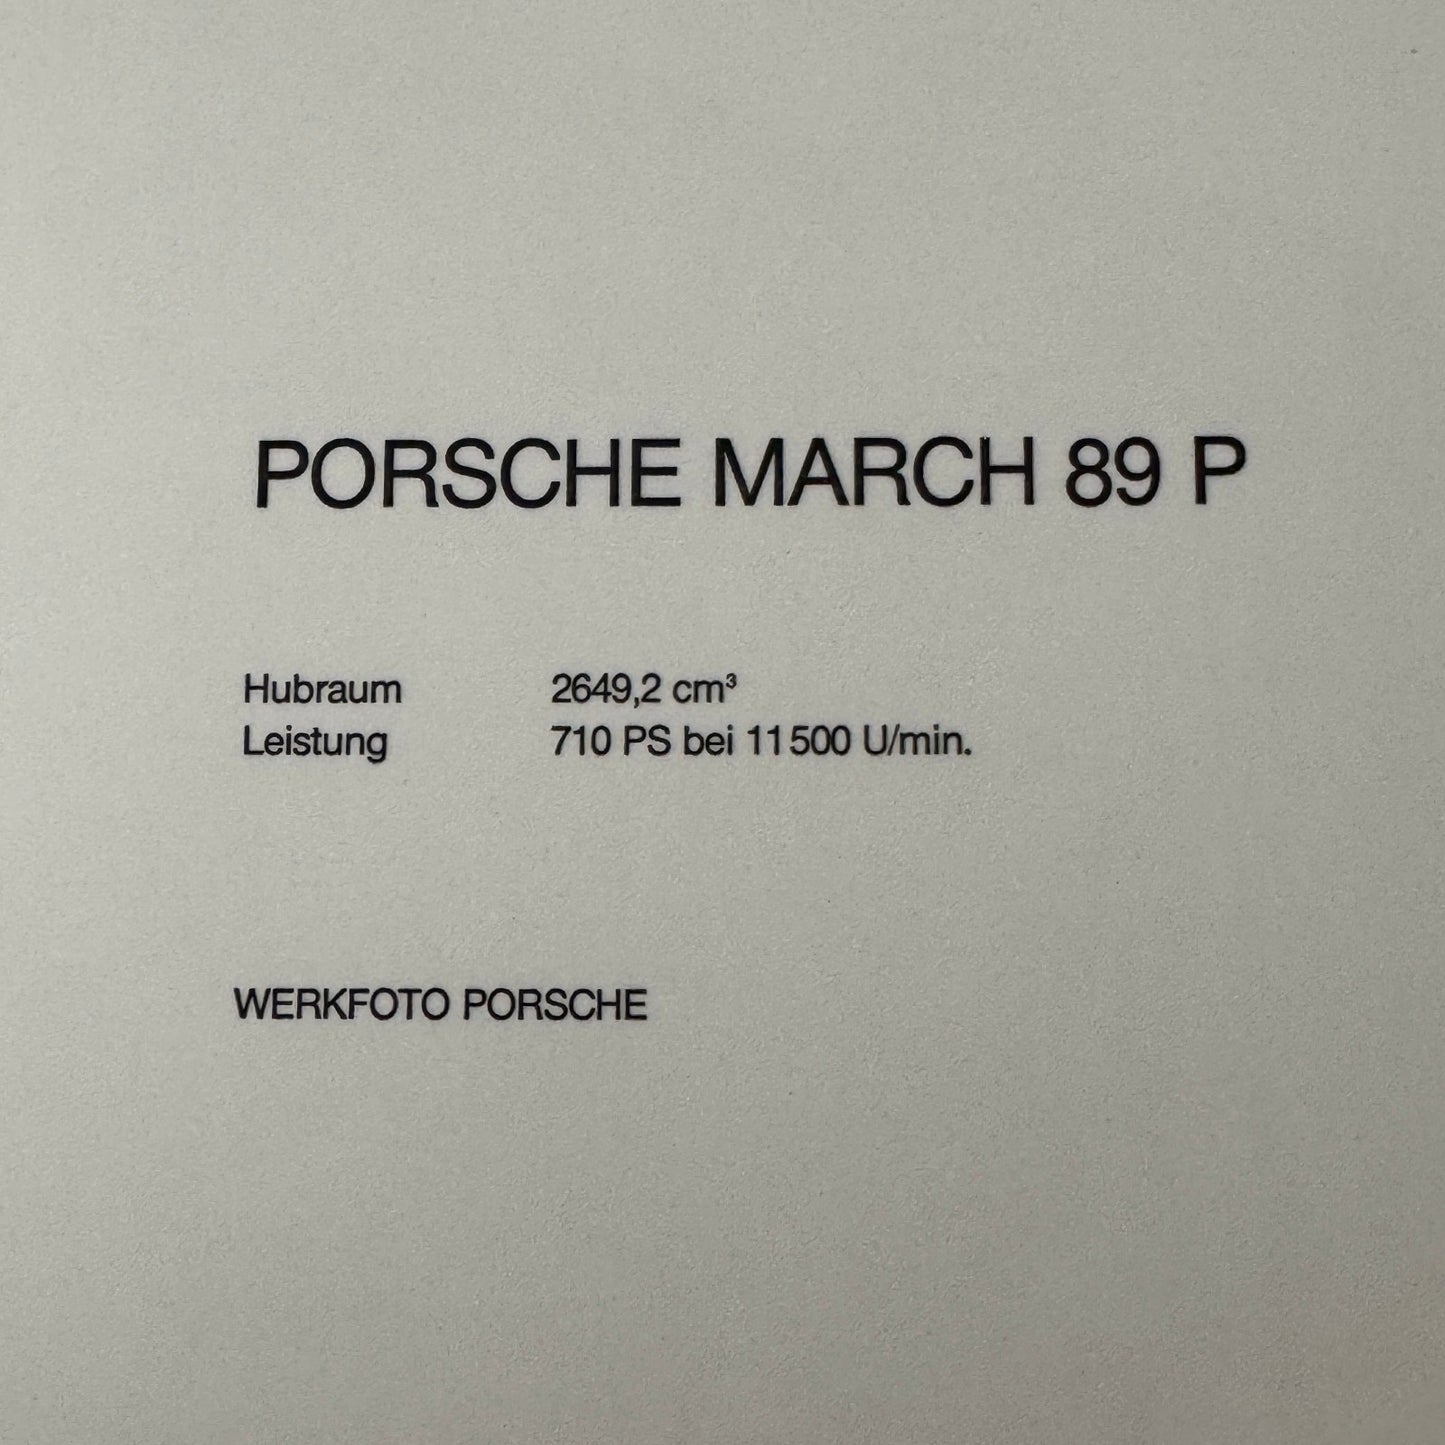 PORSCHE MARCH 89 P
Hubraum 2649,2 cm³
Leistung 710 PS bei 11500 U/min.
WERKFOTO PORSCHE